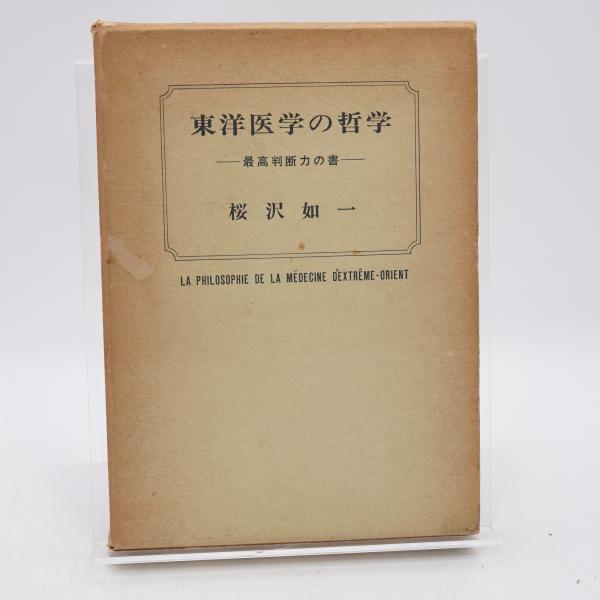 東洋医学の哲学
―最高判断力の書―
桜沢如一
LA PHILOSOPHIE DE LA MÉDECINE D'EXTRÊME-ORIENT